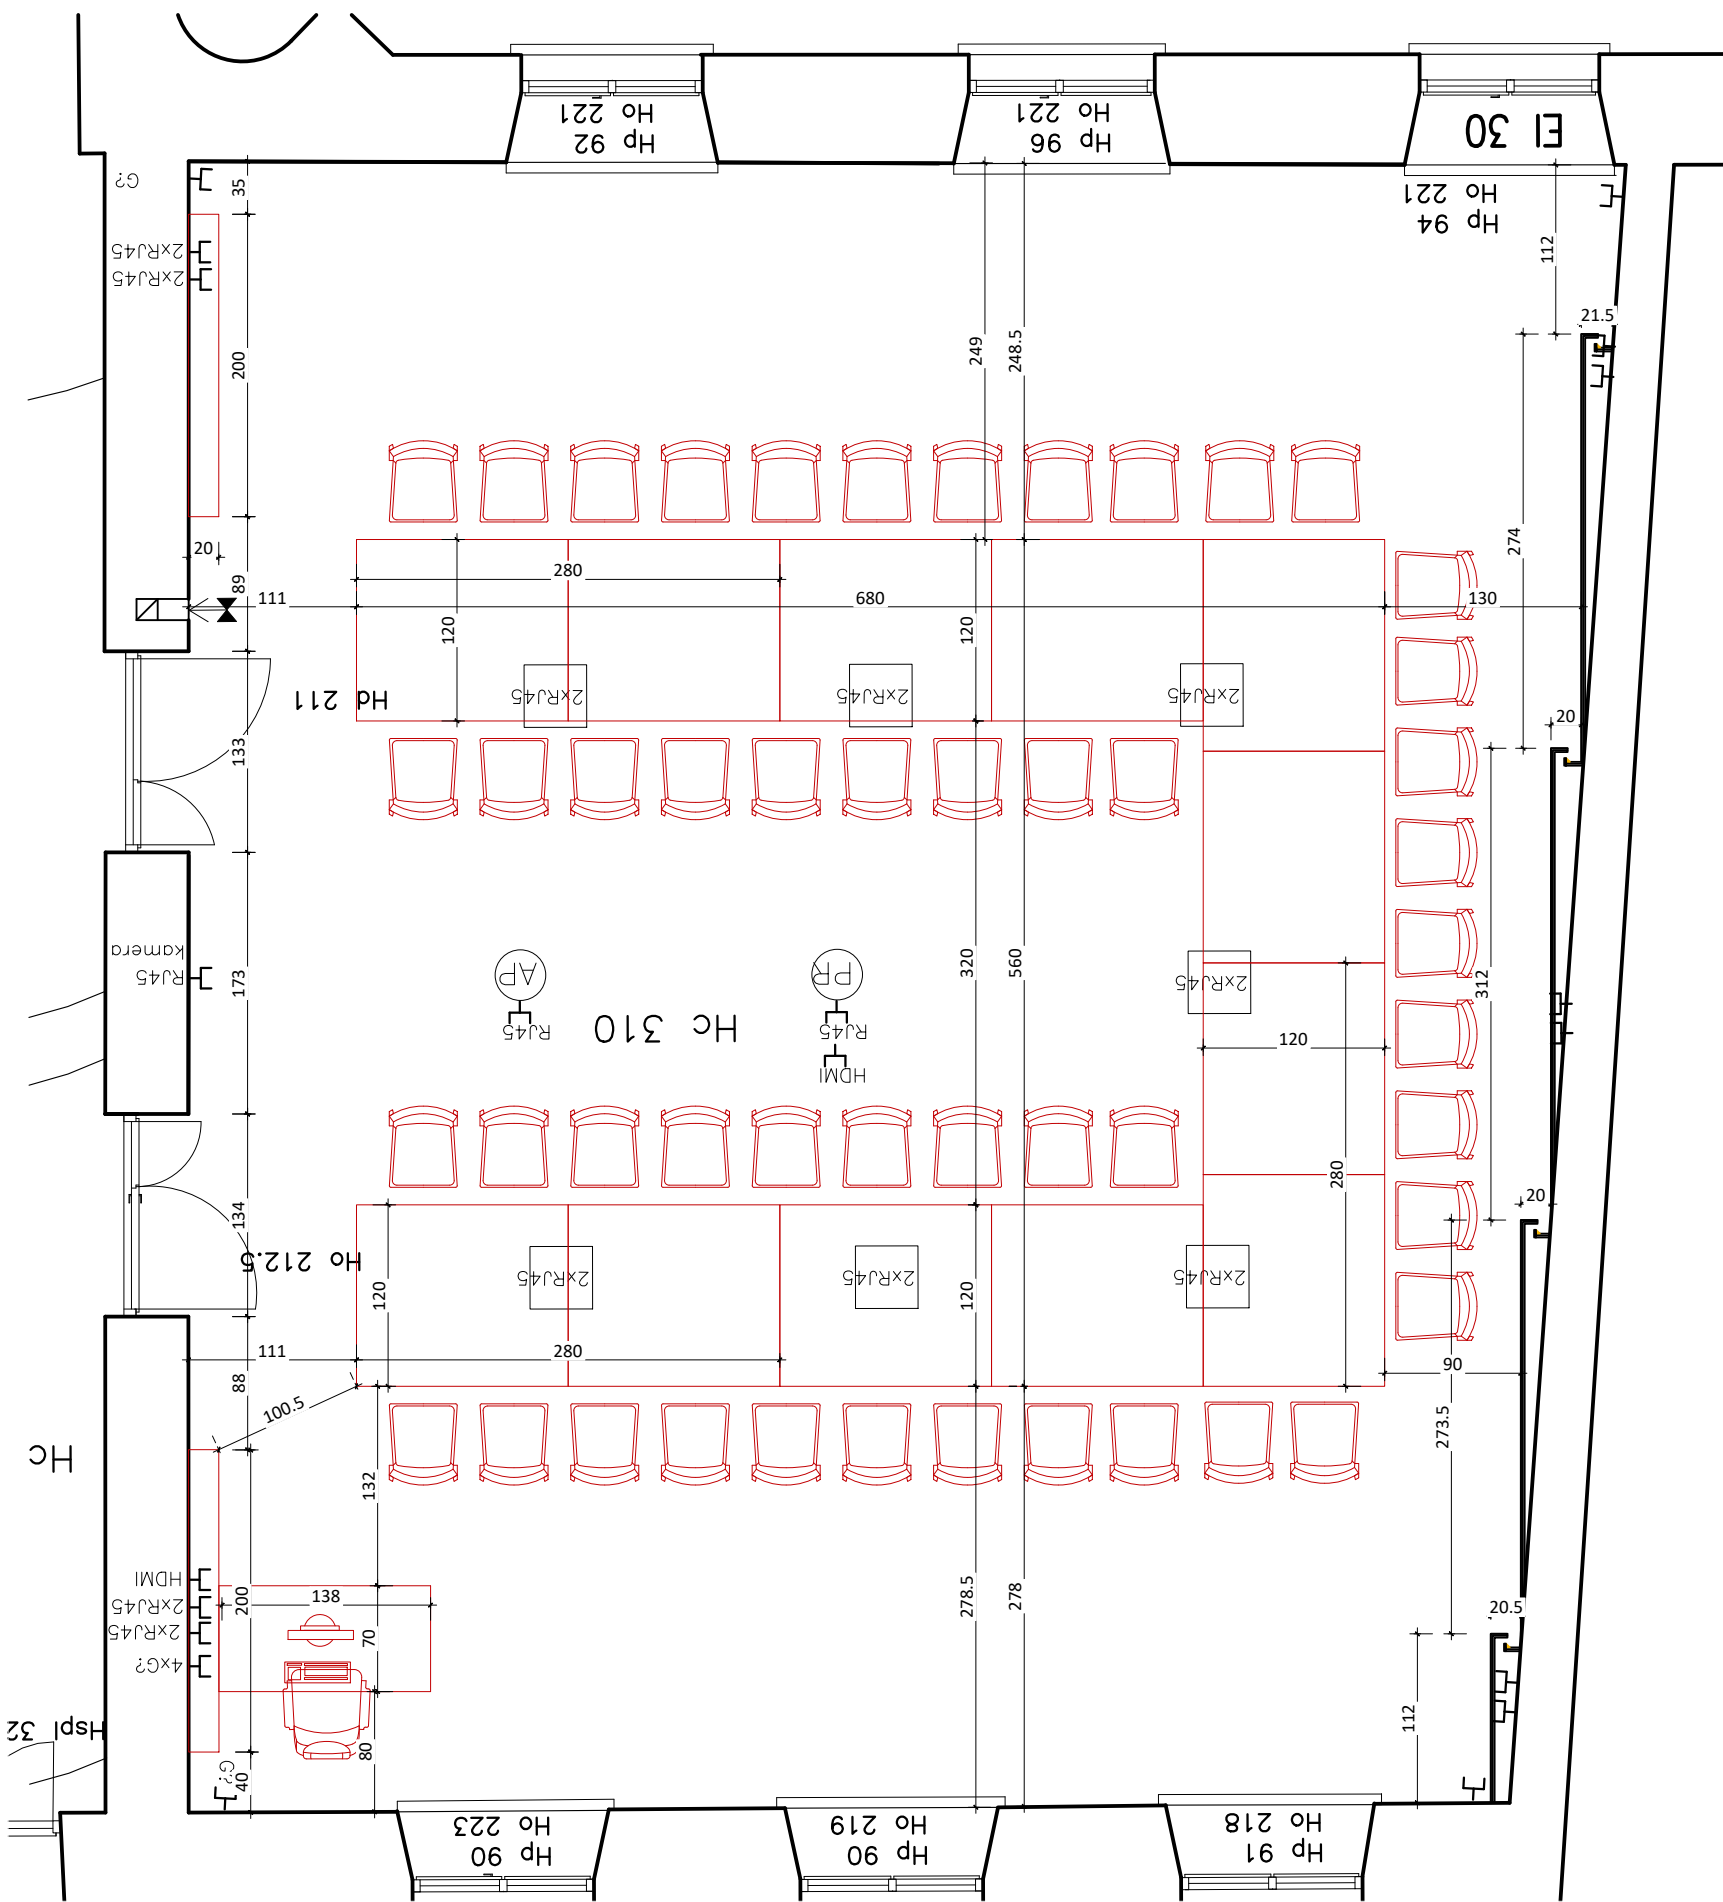 Hp 92
Ho 221
Hp 96
Ho 221
EI 30
Hp 94
Ho 221
G?
2xRJ45
2xRJ45
35
200
89
20
111
133
173
134
88
200
40
249
248.5
112
21.5
274
280
680
130
120
120
Hd 211
2xRJ45
2xRJ45
2xRJ45
20
kamera
RJ45
AP
RJ45
PR
RJ45
HDMI
Hc 310
320
560
2xRJ45
312
120
280
20
Ho 212.5
2xRJ45
2xRJ45
2xRJ45
120
120
111
280
90
100.5
273.5
Hc
132
278.5
278
138
70
80
HDMI
2xRJ45
2xRJ45
4xG?
G?
20.5
112
Hspl 32
Hp 90
Ho 223
Hp 90
Ho 219
Hp 91
Ho 218